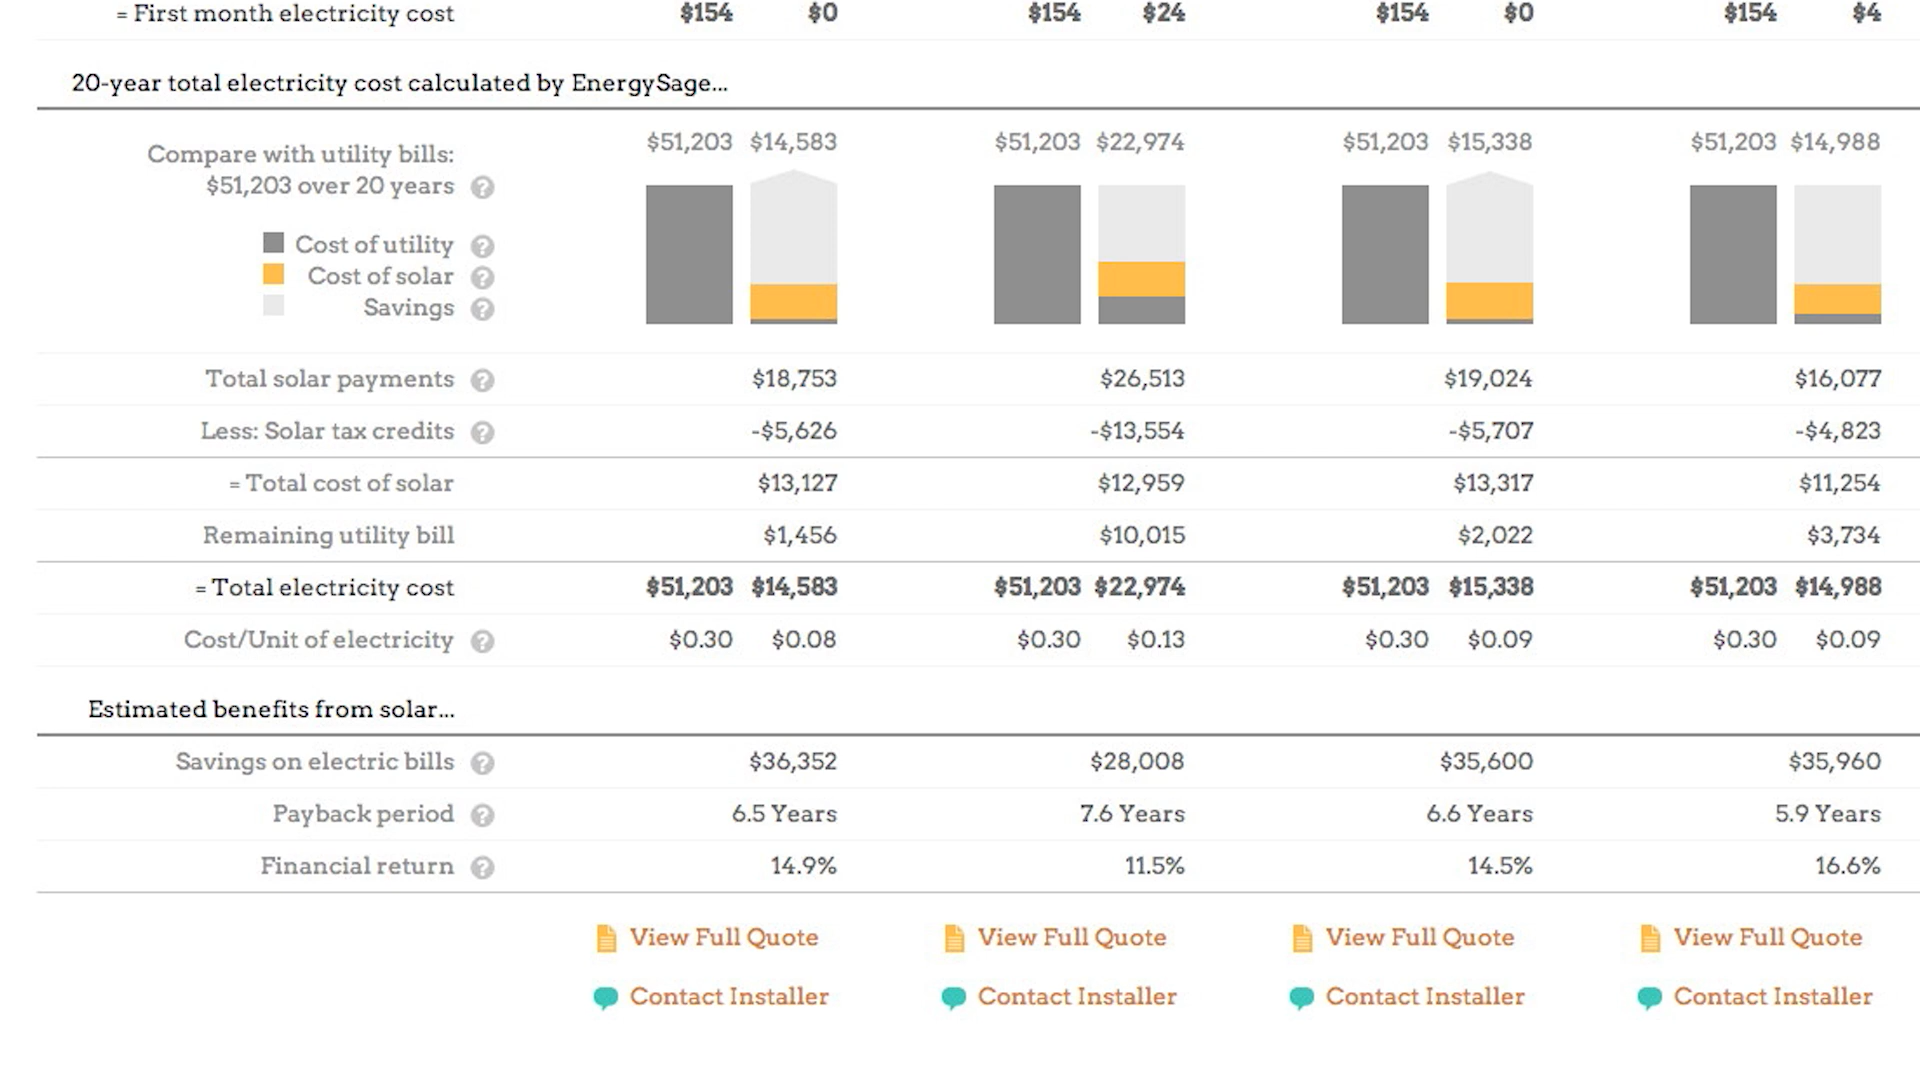 = First month electricity cost $154 $0 $154 $24 $154 $0 $154 $4
20-year total electricity cost calculated by EnergySage...
$51,203 $14,583 $51,203 $22,974 $51,203 $15,338 $51,203 $14,988
Compare with utility bills:
$51,203 over 20 years ?
Cost of utility ?
Cost of solar ?
Savings ?
Total solar payments ? $18,753 $26,513 $19,024 $16,077
Less: Solar tax credits ? -$5,626 -$13,554 -$5,707 -$4,823
= Total cost of solar $13,127 $12,959 $13,317 $11,254
Remaining utility bill $1,456 $10,015 $2,022 $3,734
= Total electricity cost $51,203 $14,583 $51,203 $22,974 $51,203 $15,338 $51,203 $14,988
Cost/Unit of electricity ? $0.30 $0.08 $0.30 $0.13 $0.30 $0.09 $0.30 $0.09
Estimated benefits from solar...
Savings on electric bills ? $36,352 $28,008 $35,600 $35,960
Payback period ? 6.5 Years 7.6 Years 6.6 Years 5.9 Years
Financial return ? 14.9% 11.5% 14.5% 16.6%
View Full Quote View Full Quote View Full Quote View Full Quote
Contact Installer Contact Installer Contact Installer Contact Installer